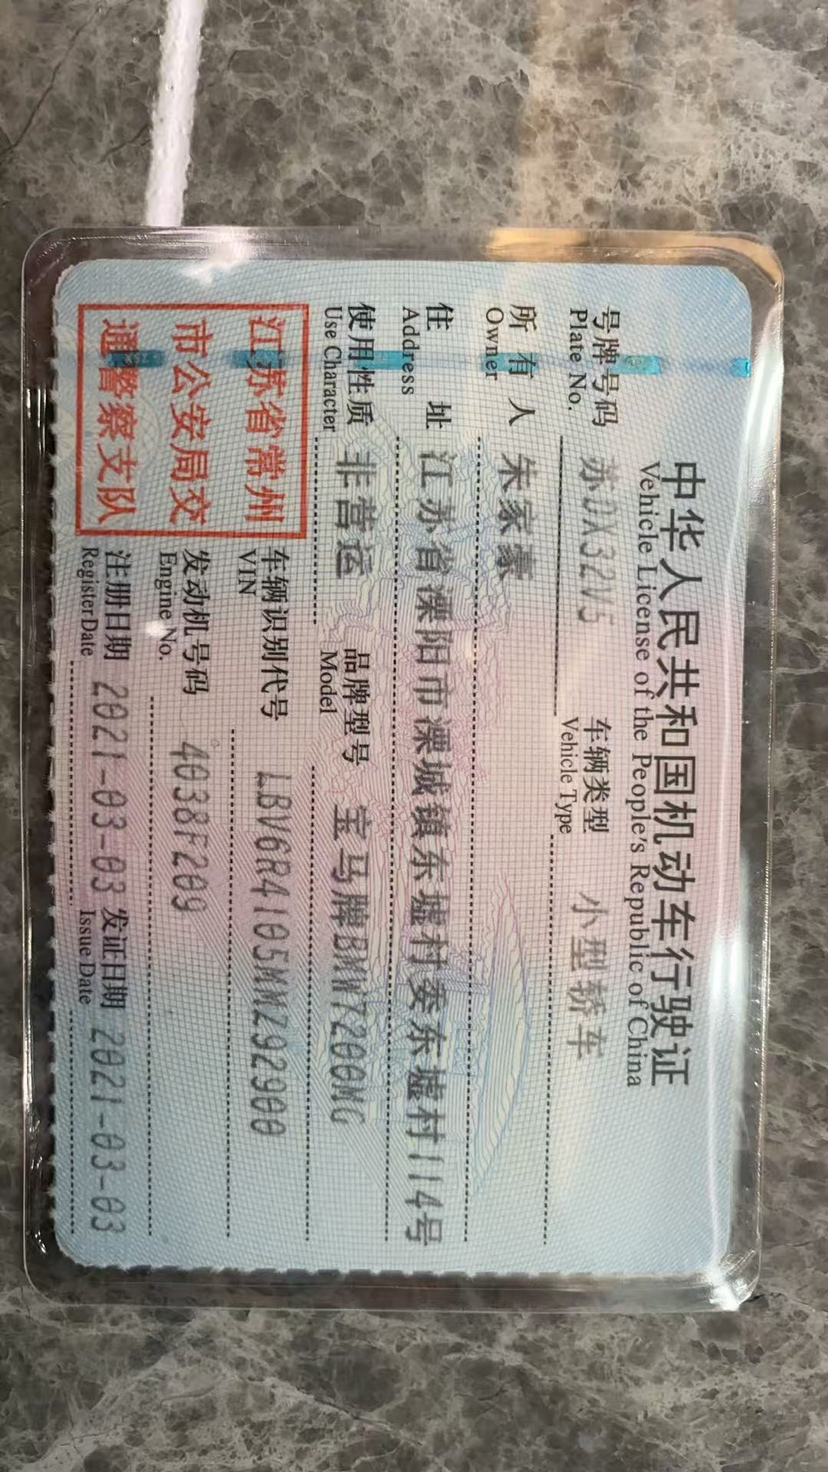 中华人民共和国机动车行驶证
Vehicle License of the People's Republic of China
号牌号码 苏DX32V5 车辆类型 小型轿车
Plate No. Vehicle Type
所有人 朱家豪
Owner
住址 江苏省溧阳市溧城镇东墟村委东墟村114号
Address
使用性质 非营运 品牌型号 宝马牌BMW7200MG
Use Character Model
江苏省常州
市公安局交
通警察支队
车辆识别代号 LBV6R4105MMZ92900
VIN
发动机号码 4038F209
Engine No.
注册日期 2021-03-03 发证日期 2021-03-03
Register Date Issue Date